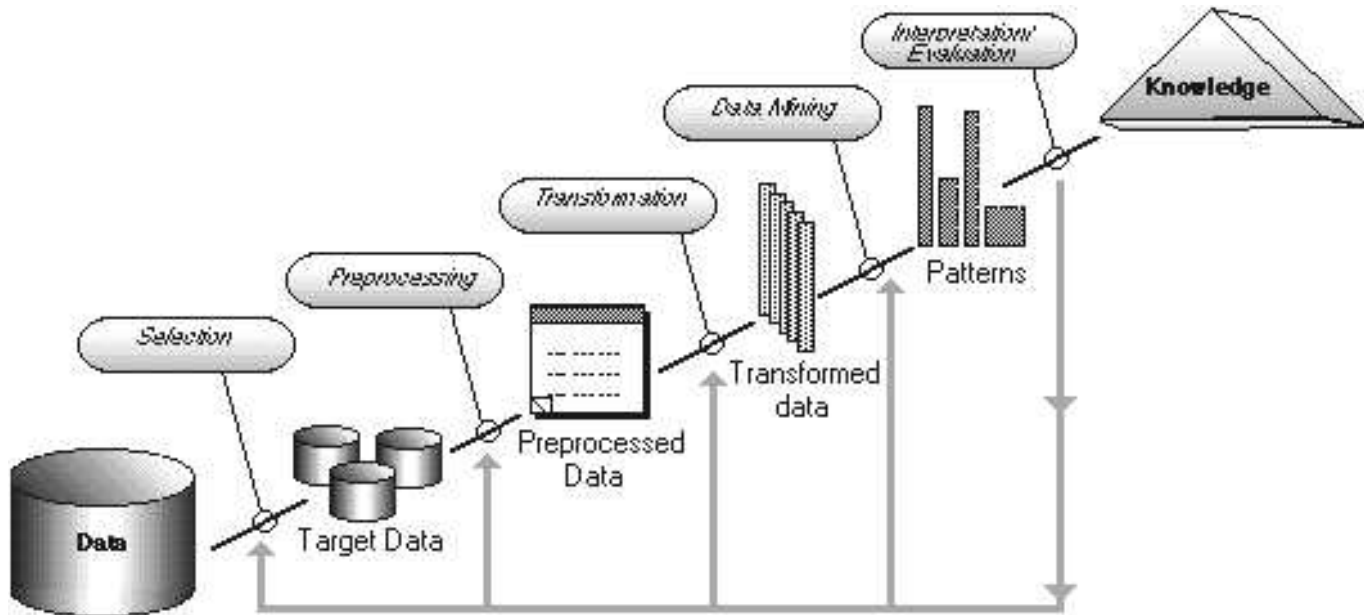 Interpretation/
Evaluation
Knowledge
Data Mining
Transformation
Patterns
Preprocessing
Transformed
data
Selection
Preprocessed
Data
Target Data
Data